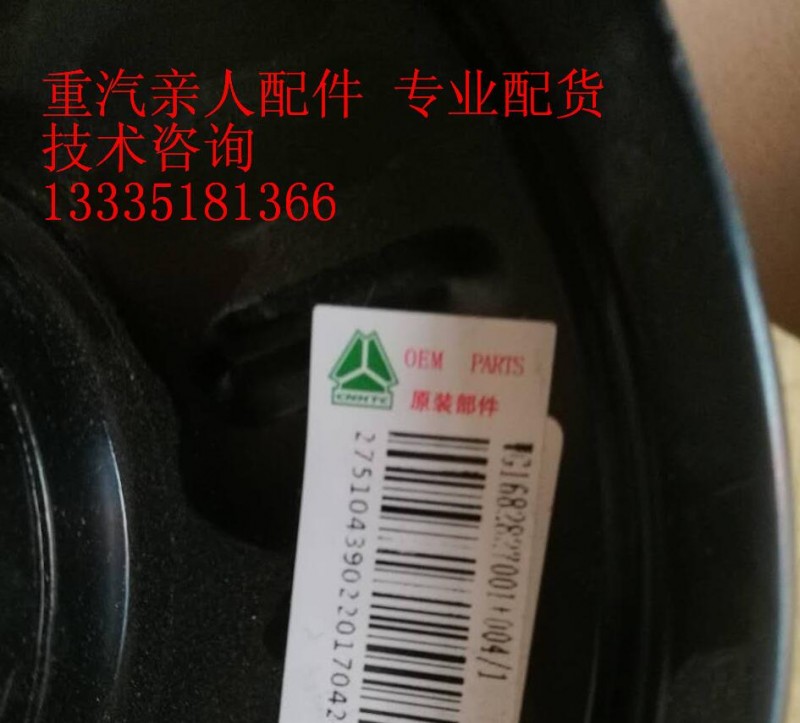 重汽亲人配件 专业配货
技术咨询
13335181366
CNHTC
OEM PARTS
原装部件
27510439022017042